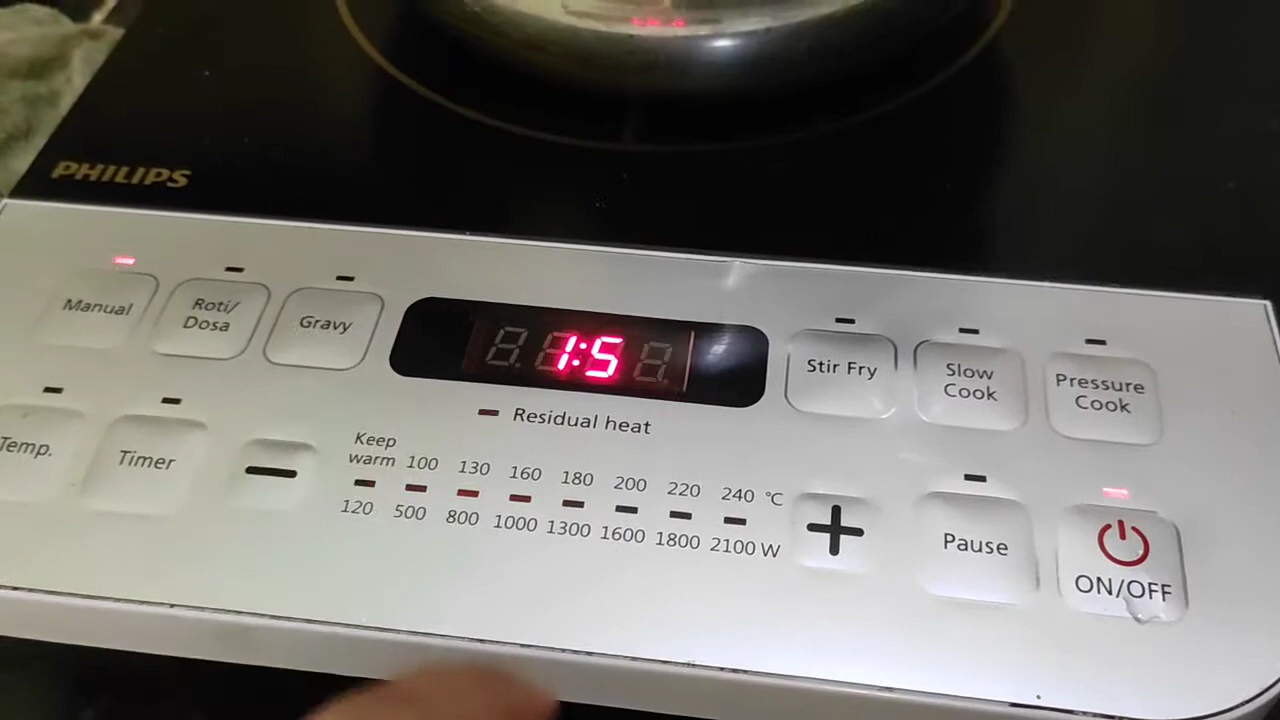 PHILIPS
Manual
Roti/
Dosa
Gravy
1:5
Stir Fry
Slow
Cook
Pressure
Cook
Residual heat
Temp.
Timer
−
Keep
warm 100 130 160 180 200 220 240 °C
120 500 800 1000 1300 1600 1800 2100 W
+
Pause
ON/OFF